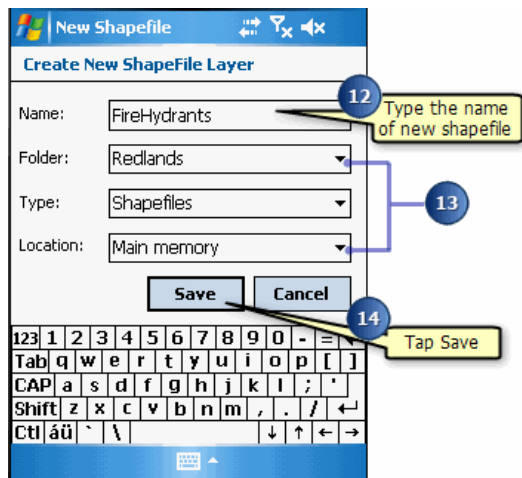 New Shapefile
Create New ShapeFile Layer
12
Name: FireHydrants
Type the name
of new shapefile
Folder: Redlands
Type: Shapefiles
13
Location: Main memory
Save Cancel
14
Tap Save
123 1 2 3 4 5 6 7 8 9 0 - =
Tab q w e r t y u i o p [ ]
CAP a s d f g h j k l ; '
Shift z x c v b n m , . / ↵
Ctl áü ` \ ↓ ↑ ← →